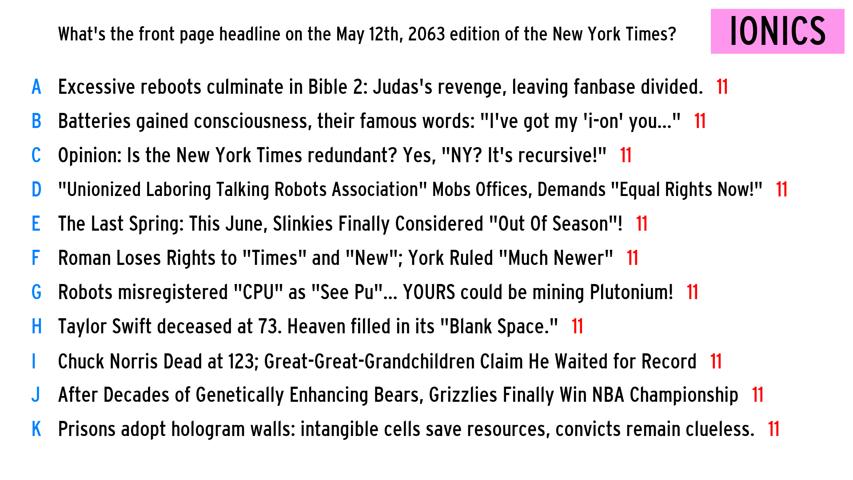 What's the front page headline on the May 12th, 2063 edition of the New York Times?
IONICS
A Excessive reboots culminate in Bible 2: Judas's revenge, leaving fanbase divided. 11
B Batteries gained consciousness, their famous words: "I've got my 'i-on' you..." 11
C Opinion: Is the New York Times redundant? Yes, "NY? It's recursive!" 11
D "Unionized Laboring Talking Robots Association" Mobs Offices, Demands "Equal Rights Now!" 11
E The Last Spring: This June, Slinkies Finally Considered "Out Of Season"! 11
F Roman Loses Rights to "Times" and "New"; York Ruled "Much Newer" 11
G Robots misregistered "CPU" as "See Pu"... YOURS could be mining Plutonium! 11
H Taylor Swift deceased at 73. Heaven filled in its "Blank Space." 11
I Chuck Norris Dead at 123; Great-Great-Grandchildren Claim He Waited for Record 11
J After Decades of Genetically Enhancing Bears, Grizzlies Finally Win NBA Championship 11
K Prisons adopt hologram walls: intangible cells save resources, convicts remain clueless. 11